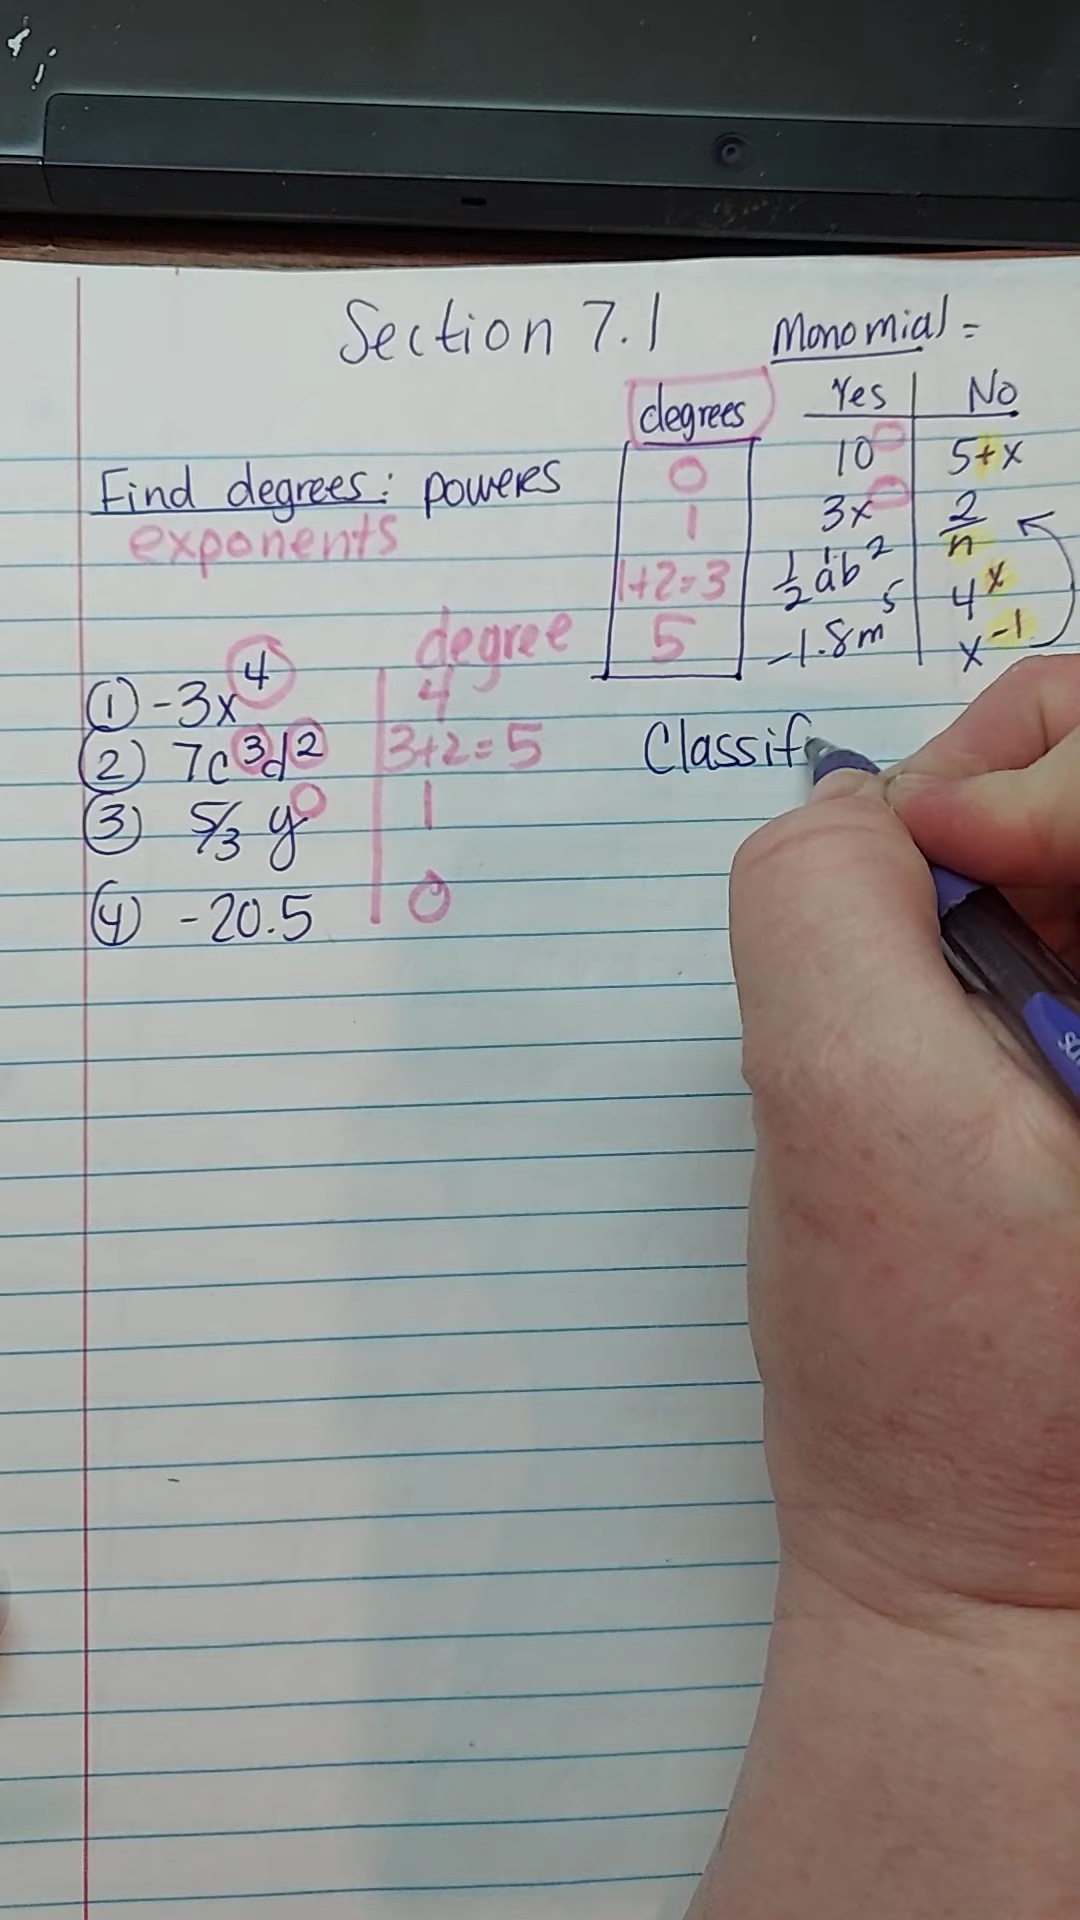 Section 7.1
Monomial =
degrees Yes No
0 10 5+x
1 3x 2/n
1+2=3 ½ a¹b² 4ˣ
5 -1.8m⁵ x⁻¹
Find degrees: powers
exponents
degree
① -3x⁴ 4
② 7c³d² 3+2=5
③ 5/3 y 1
④ -20.5 0
Classif